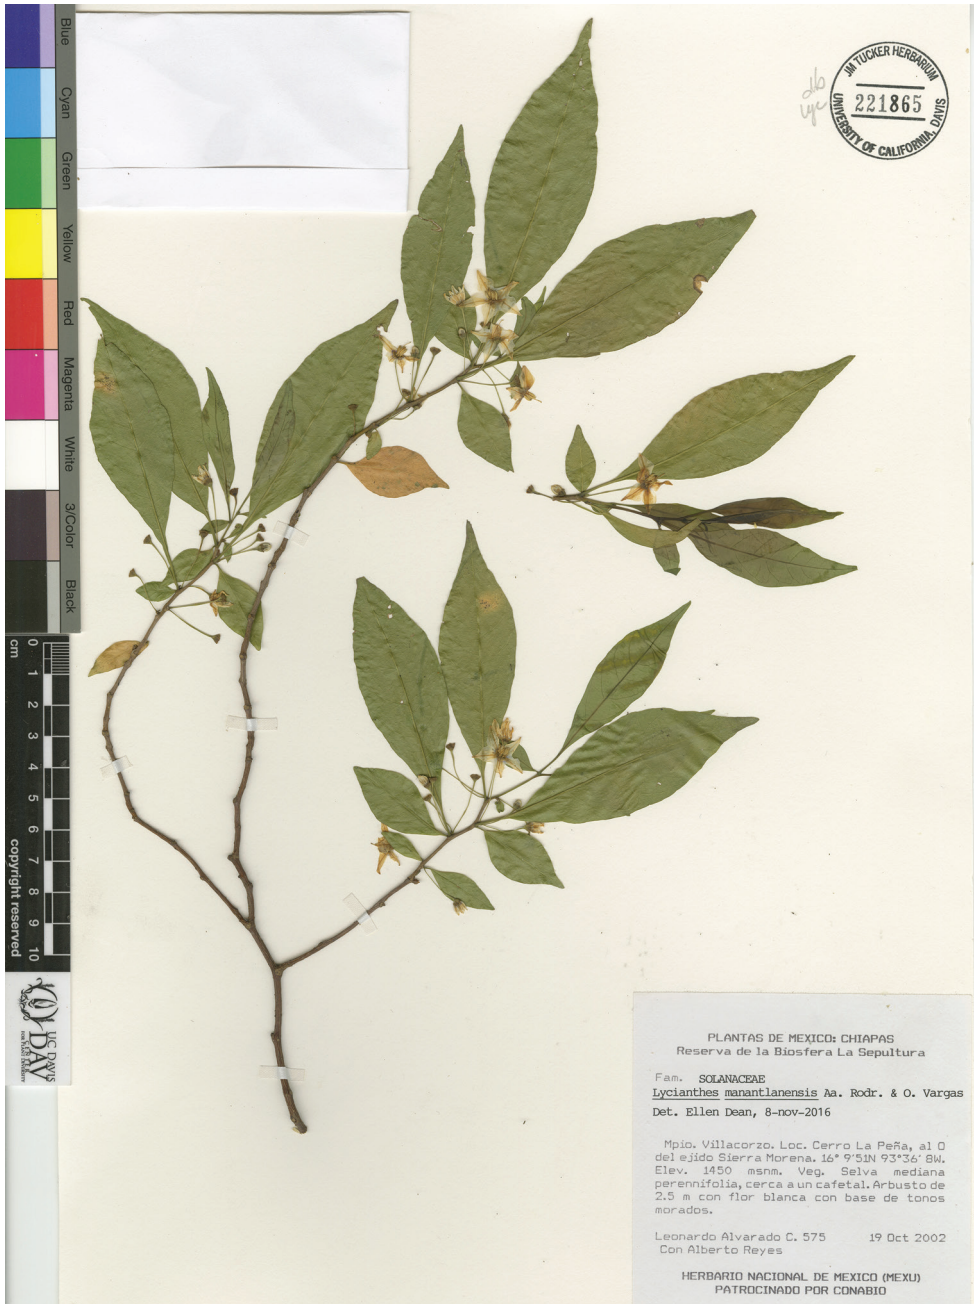 Blue
Cyan
Green
Yellow
Red
Magenta
White
3/Color
Black
cm
0
1
2
3
4
5
6
7
8
9
10
copyright reserved
UC DAVIS
CENTER
FOR PLANT DIVERSITY
DAV
JM TUCKER HERBARIUM
221865
UNIVERSITY OF CALIFORNIA, DAVIS
PLANTAS DE MEXICO: CHIAPAS
Reserva de la Biosfera La Sepultura
Fam. SOLANACEAE
Lycianthes manantlanensis Aa. Rodr. & O. Vargas
Det. Ellen Dean, 8-nov-2016
Mpio. Villacorzo. Loc. Cerro La Peña, al O
del ejido Sierra Morena. 16° 9'51N 93°36' 8W.
Elev. 1450 msnm. Veg. Selva mediana
perennifolia, cerca a un cafetal. Arbusto de
2.5 m con flor blanca con base de tonos
morados.
Leonardo Alvarado C. 575 19 Oct 2002
Con Alberto Reyes
HERBARIO NACIONAL DE MEXICO (MEXU)
PATROCINADO POR CONABIO